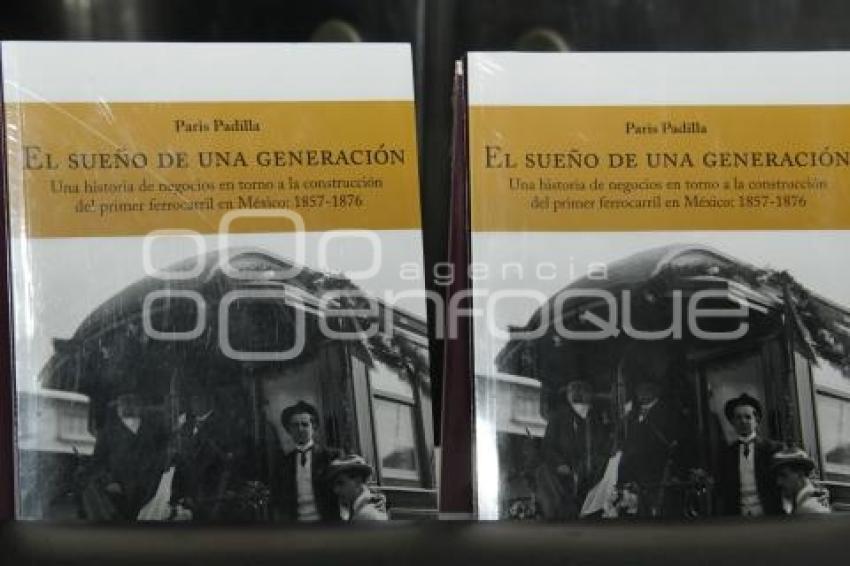 Paris Padilla
EL SUEÑO DE UNA GENERACIÓN
Una historia de negocios en torno a la construcción
del primer ferrocarril en México: 1857-1876
Paris Padilla
EL SUEÑO DE UNA GENERACIÓN
Una historia de negocios en torno a la construcción
del primer ferrocarril en México: 1857-1876
agencia
enfoque